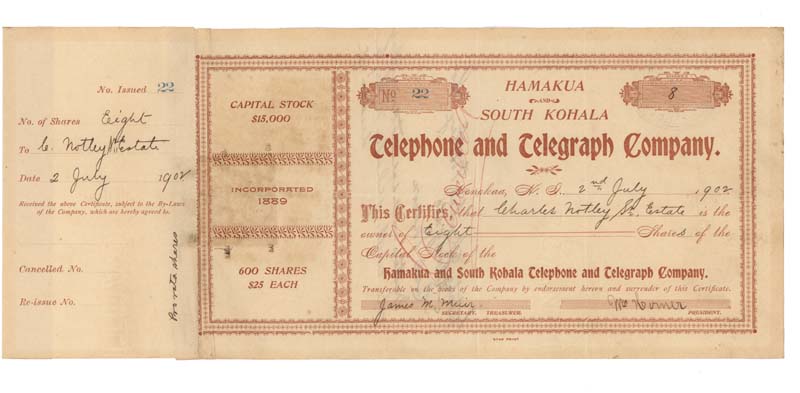 No. Issued 22
No. of Shares Eight
To C. Notley Sr. Estate
Date 2 July 1902
Received the above Certificate, subject to the By-Laws
of the Company, which are hereby agreed to.
Cancelled No.
Re-issue No.
Private shares
CAPITAL STOCK
$15,000
INCORPORATED
1889
600 SHARES
$25 EACH
No 22
HAMAKUA
AND
SOUTH KOHALA
8
Telephone and Telegraph Company.
Honokaa, H. I. 2nd July 1902
This Certifies, that Charles Notley Sr. Estate is the
owner of Eight Shares of the
Capital Stock of the
Hamakua and South Kohala Telephone and Telegraph Company.
Transferable on the books of the Company by endorsement hereon and surrender of this Certificate.
James M. Muir Wm Horner
SECRETARY. TREASURER. PRESIDENT.